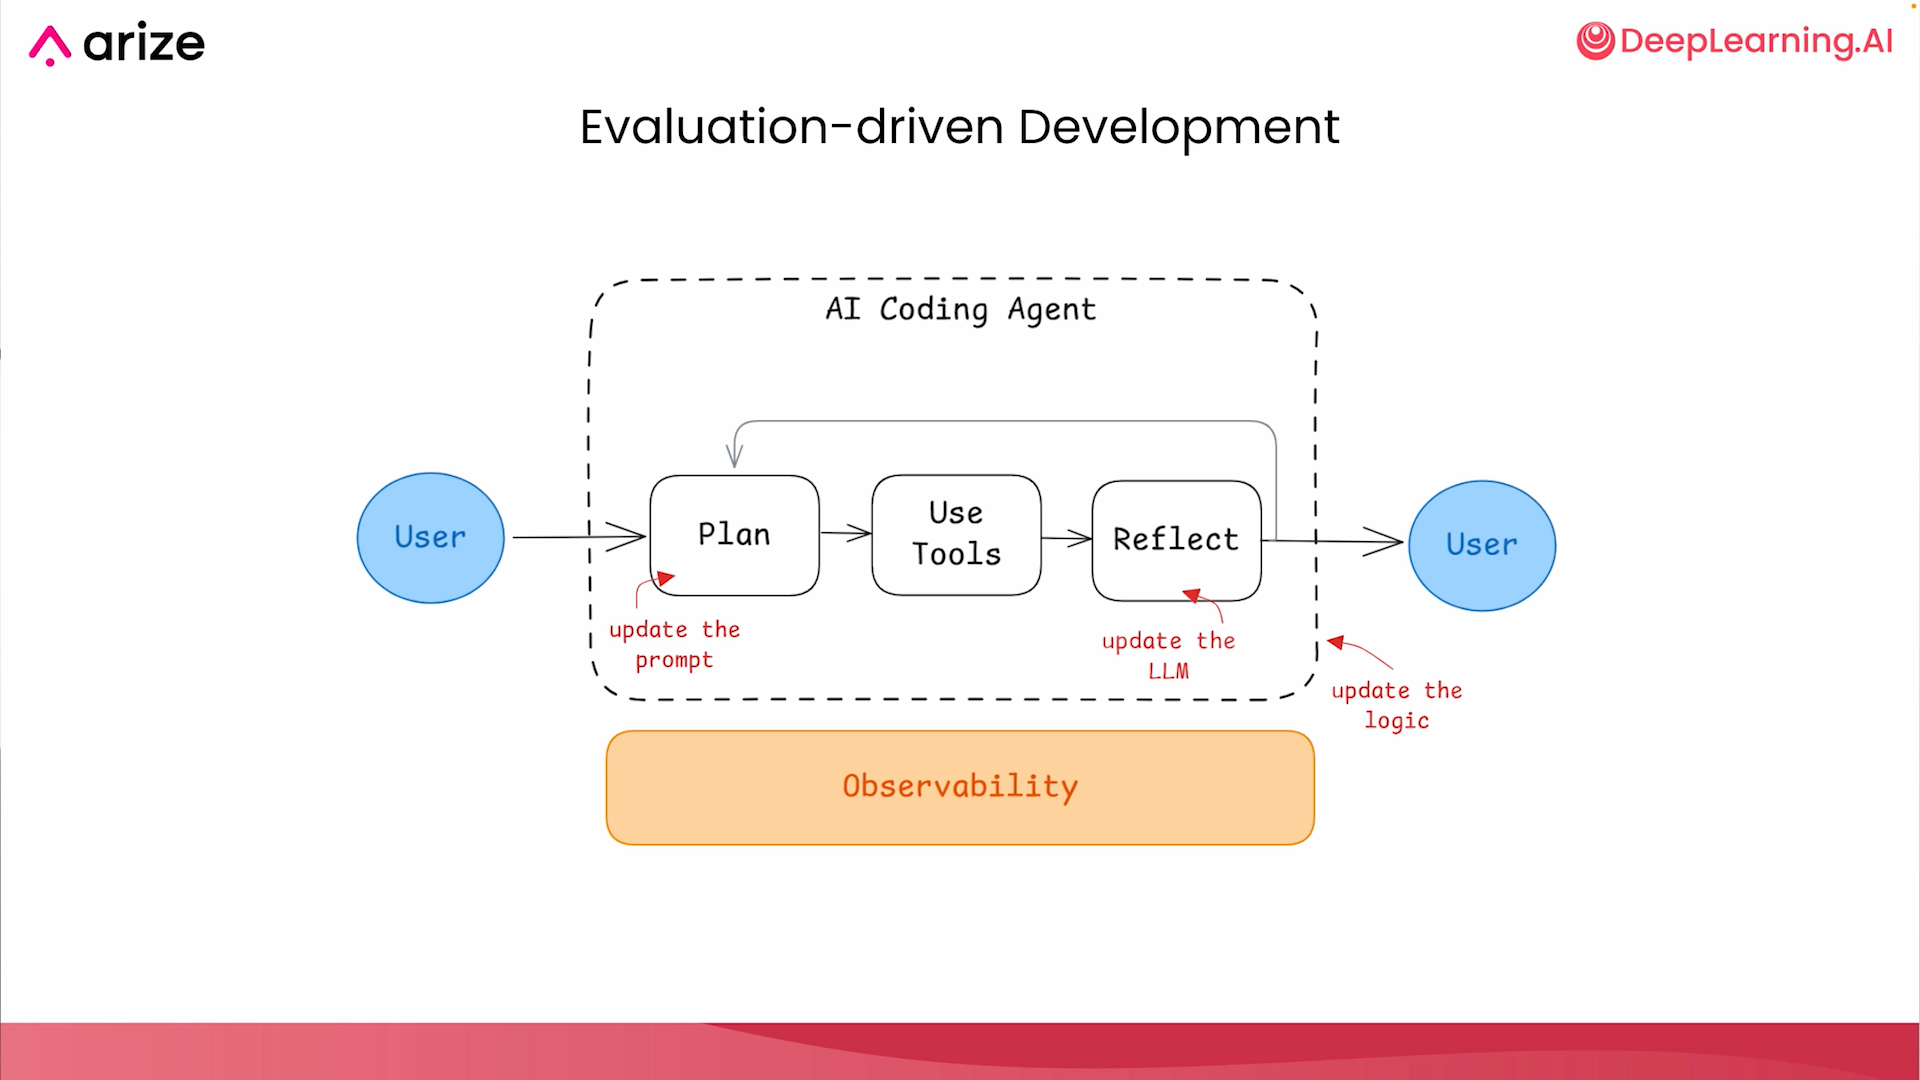 arize
DeepLearning.AI
Evaluation-driven Development
AI Coding Agent
User
Plan
Use
Tools
Reflect
User
update the
prompt
update the
LLM
update the
logic
Observability